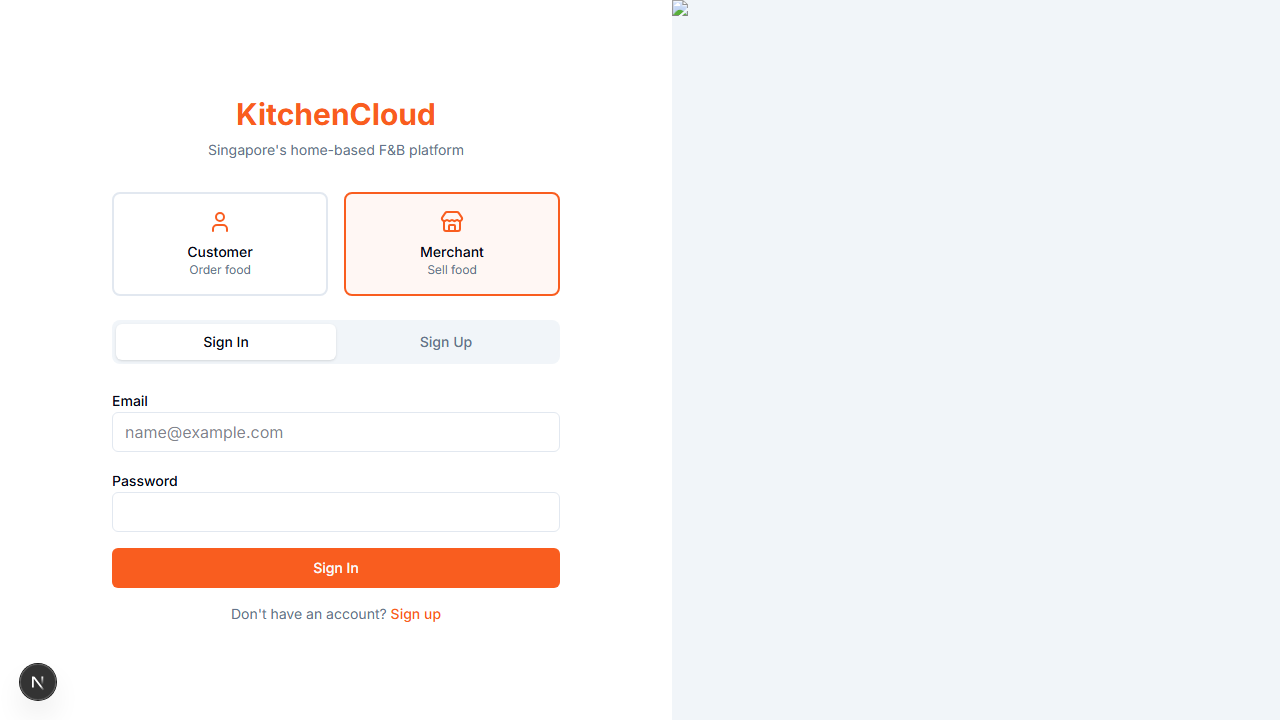 KitchenCloud
Singapore's home-based F&B platform
Customer
Order food
Merchant
Sell food
Sign In
Sign Up
Email
name@example.com
Password
Sign In
Don't have an account? Sign up
N